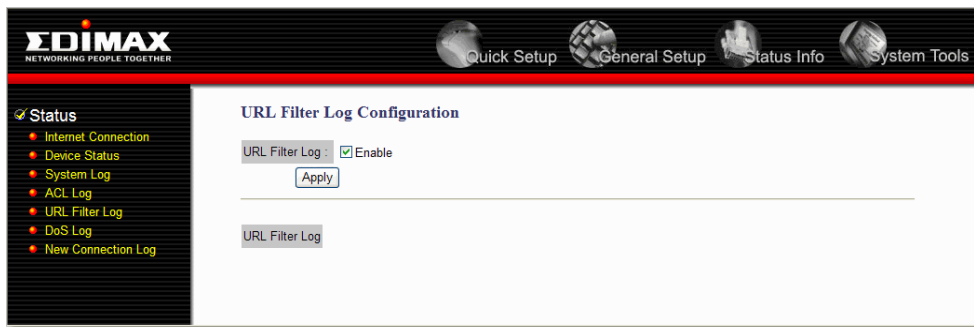 EDIMAX
NETWORKING PEOPLE TOGETHER
Quick Setup
General Setup
Status Info
System Tools
Status
Internet Connection
Device Status
System Log
ACL Log
URL Filter Log
DoS Log
New Connection Log
URL Filter Log Configuration
URL Filter Log : Enable
Apply
URL Filter Log